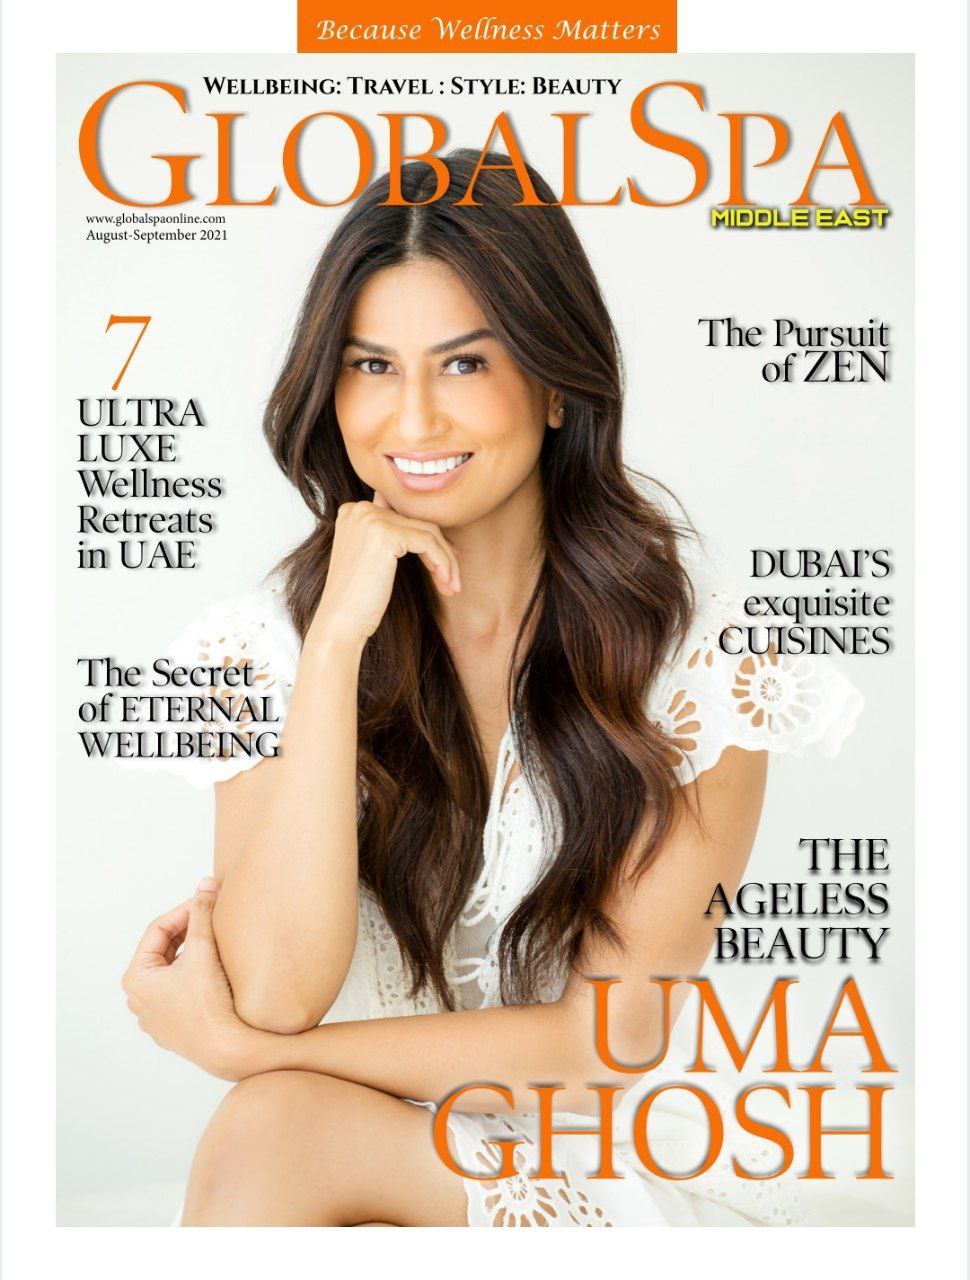 Because Wellness Matters
WELLBEING: TRAVEL : STYLE: BEAUTY
GLOBALSPA
MIDDLE EAST
www.globalspaonline.com
August-September 2021
7
ULTRA
LUXE
Wellness
Retreats
in UAE
The Secret
of ETERNAL
WELLBEING
The Pursuit
of ZEN
DUBAI'S
exquisite
CUISINES
THE
AGELESS
BEAUTY
UMA
GHOSH